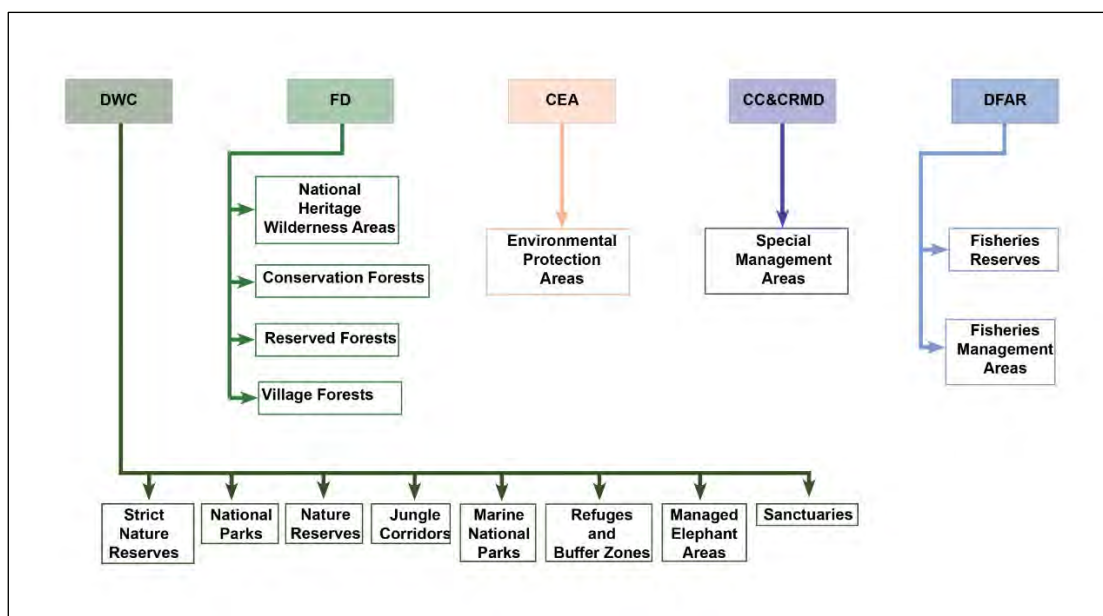 DWC
FD
CEA
CC&CRMD
DFAR
National
Heritage
Wilderness Areas
Conservation Forests
Reserved Forests
Village Forests
Environmental
Protection
Areas
Special
Management
Areas
Fisheries
Reserves
Fisheries
Management
Areas
Strict
Nature
Reserves
National
Parks
Nature
Reserves
Jungle
Corridors
Marine
National
Parks
Refuges
and
Buffer Zones
Managed
Elephant
Areas
Sanctuaries